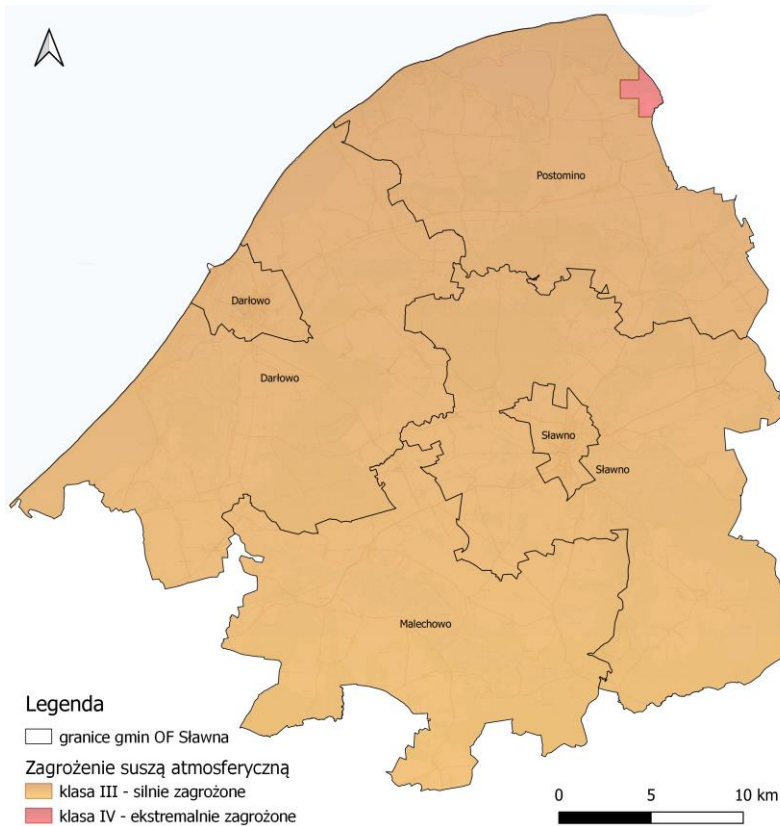 Postomino
Darłowo
Darłowo
Sławno
Sławno
Malechowo
Legenda
granice gmin OF Sławna
Zagrożenie suszą atmosferyczną
klasa III - silnie zagrożone
klasa IV - ekstremalnie zagrożone
0 5 10 km